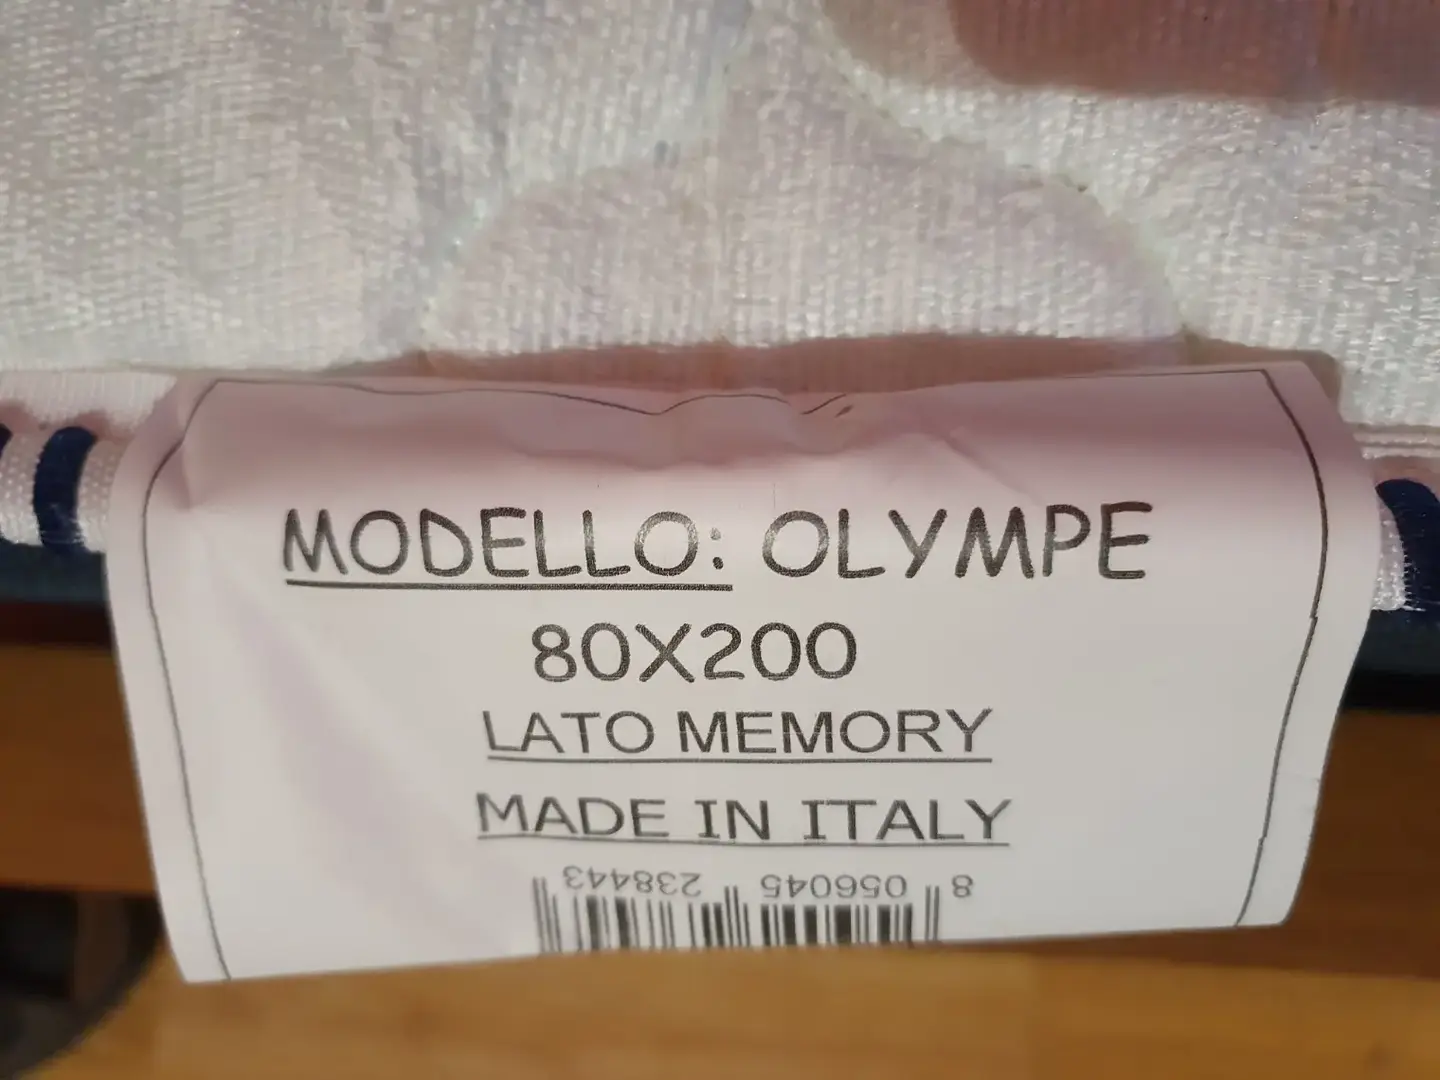 MODELLO: OLYMPE
80X200
LATO MEMORY
MADE IN ITALY
8 056045 238443